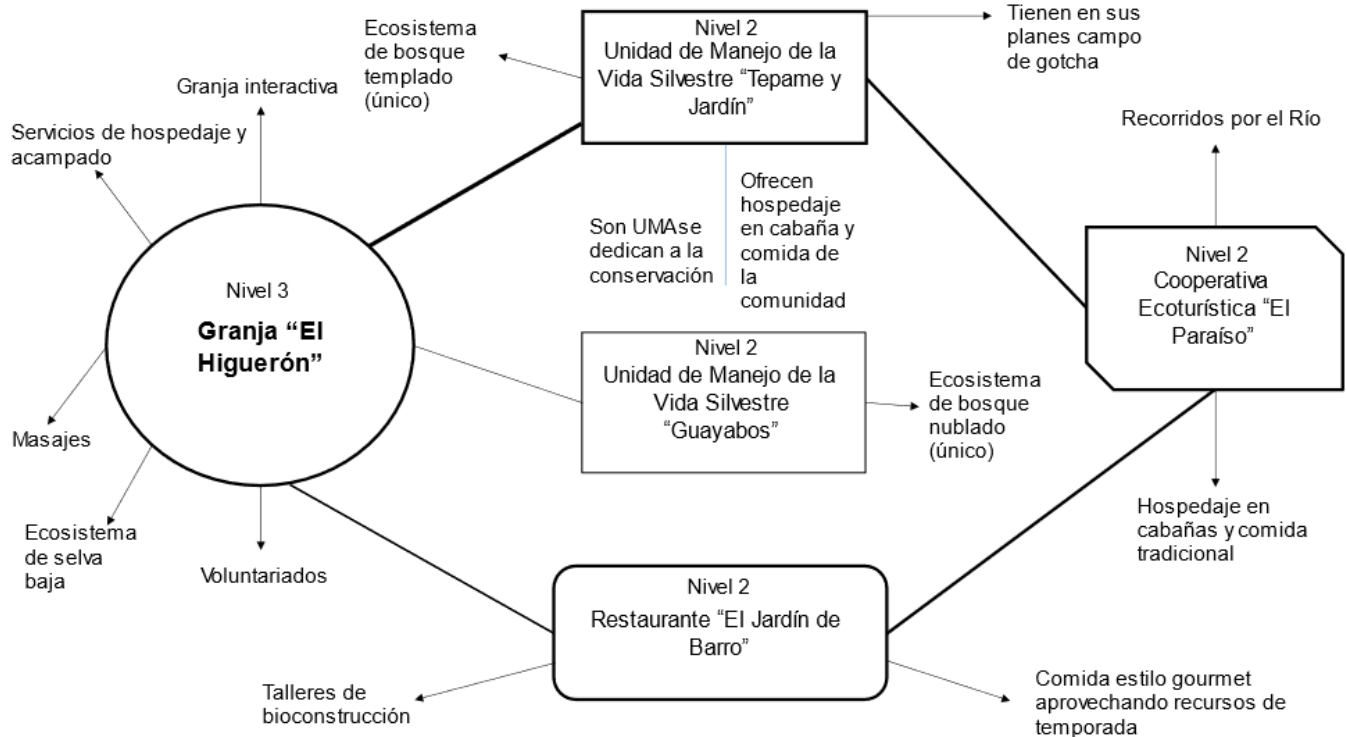 Ecosistema
de bosque
templado
(único)
Nivel 2
Unidad de Manejo de la
Vida Silvestre “Tepame y
Jardín”
Tienen en sus
planes campo
de gotcha
Granja interactiva
Servicios de hospedaje y
acampado
Recorridos por el Río
Son UMAse
dedican a la
conservación
Ofrecen
hospedaje
en cabaña y
comida de
la
comunidad
Nivel 2
Cooperativa
Ecoturística “El
Paraíso”
Nivel 3
Granja “El
Higuerón”
Nivel 2
Unidad de Manejo de la
Vida Silvestre
“Guayabos”
Ecosistema
de bosque
nublado
(único)
Masajes
Ecosistema
de selva
baja
Voluntariados
Hospedaje en
cabañas y comida
tradicional
Nivel 2
Restaurante “El Jardín de
Barro”
Talleres de
bioconstrucción
Comida estilo gourmet
aprovechando recursos de
temporada